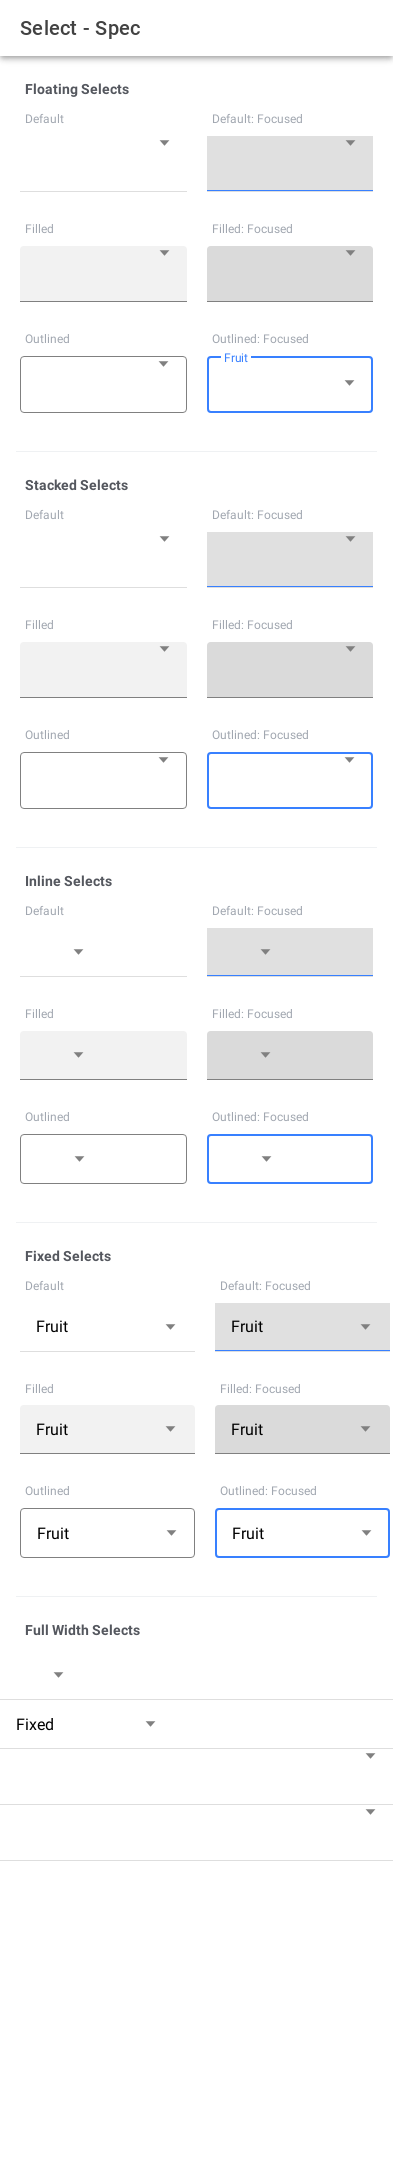 Select - Spec
Floating Selects
Default
Default: Focused
Filled
Filled: Focused
Outlined
Outlined: Focused
Fruit
Stacked Selects
Default
Default: Focused
Filled
Filled: Focused
Outlined
Outlined: Focused
Inline Selects
Default
Default: Focused
Filled
Filled: Focused
Outlined
Outlined: Focused
Fixed Selects
Default
Default: Focused
Fruit
Fruit
Filled
Filled: Focused
Fruit
Fruit
Outlined
Outlined: Focused
Fruit
Fruit
Full Width Selects
Fixed